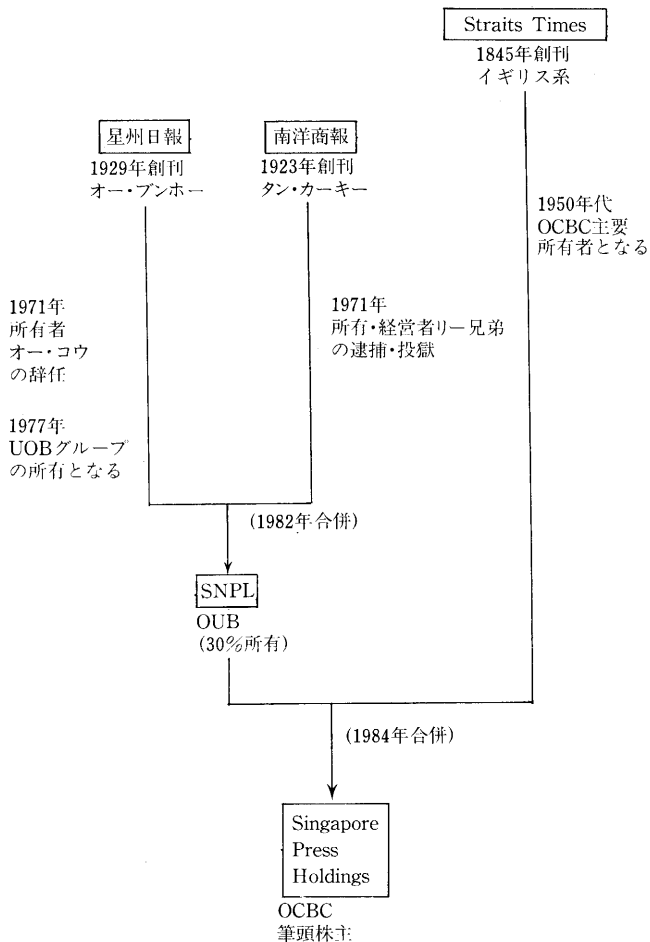 Straits Times
1845年創刊
イギリス系
星州日報
1929年創刊
オー・ブンホー
南洋商報
1923年創刊
タン・カーキー
1950年代
OCBC主要
所有者となる
1971年
所有者
オー・コウ
の辞任
1971年
所有・経営者リー兄弟
の逮捕・投獄
1977年
UOBグループ
の所有となる
(1982年合併)
SNPL
OUB
(30%所有)
(1984年合併)
Singapore
Press
Holdings
OCBC
筆頭株主